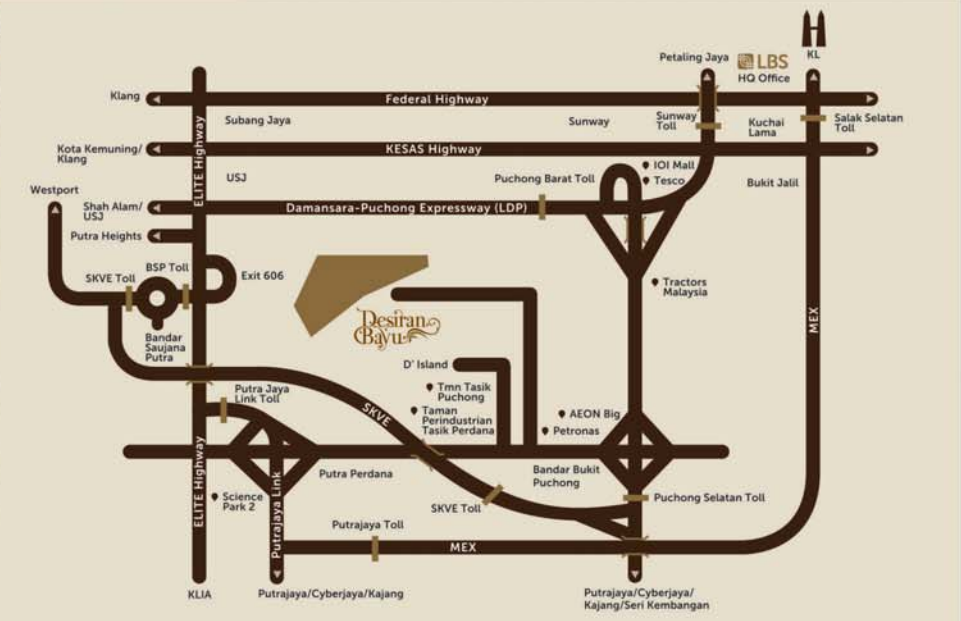 KL
Petaling Jaya
LBS
HQ Office
Klang
Federal Highway
Subang Jaya
Sunway
Sunway
Toll
Kuchai
Lama
Salak Selatan
Toll
Kota Kemuning/
Klang
KESAS Highway
ELITE Highway
USJ
Puchong Barat Toll
IOI Mall
Tesco
Bukit Jalil
Westport
Shah Alam/
USJ
Damansara-Puchong Expressway (LDP)
Putra Heights
SKVE Toll
BSP Toll
Exit 606
Tractors
Malaysia
Desiran
Bayu
Bandar
Saujana
Putra
MEX
D' Island
Putra Jaya
Link Toll
Tmn Tasik
Puchong
SKVE
Taman
Perindustrian
Tasik Perdana
AEON Big
Petronas
ELITE Highway
Putra Perdana
Bandar Bukit
Puchong
Science
Park 2
Putrajaya Link
SKVE Toll
Puchong Selatan Toll
Putrajaya Toll
MEX
KLIA
Putrajaya/Cyberjaya/Kajang
Putrajaya/Cyberjaya/
Kajang/Seri Kembangan